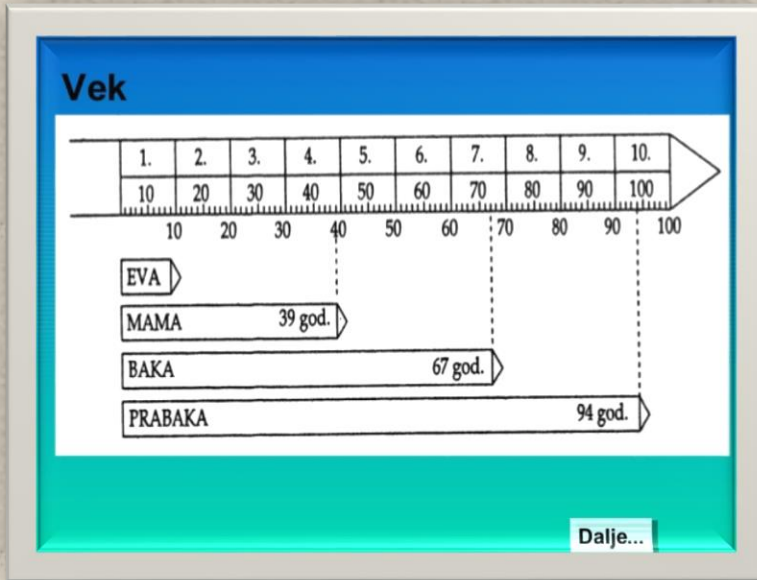 Vek
1. 2. 3. 4. 5. 6. 7. 8. 9. 10.
10 20 30 40 50 60 70 80 90 100
10 20 30 40 50 60 70 80 90 100
EVA
MAMA 39 god.
BAKA 67 god.
PRABAKA 94 god.
Dalje...